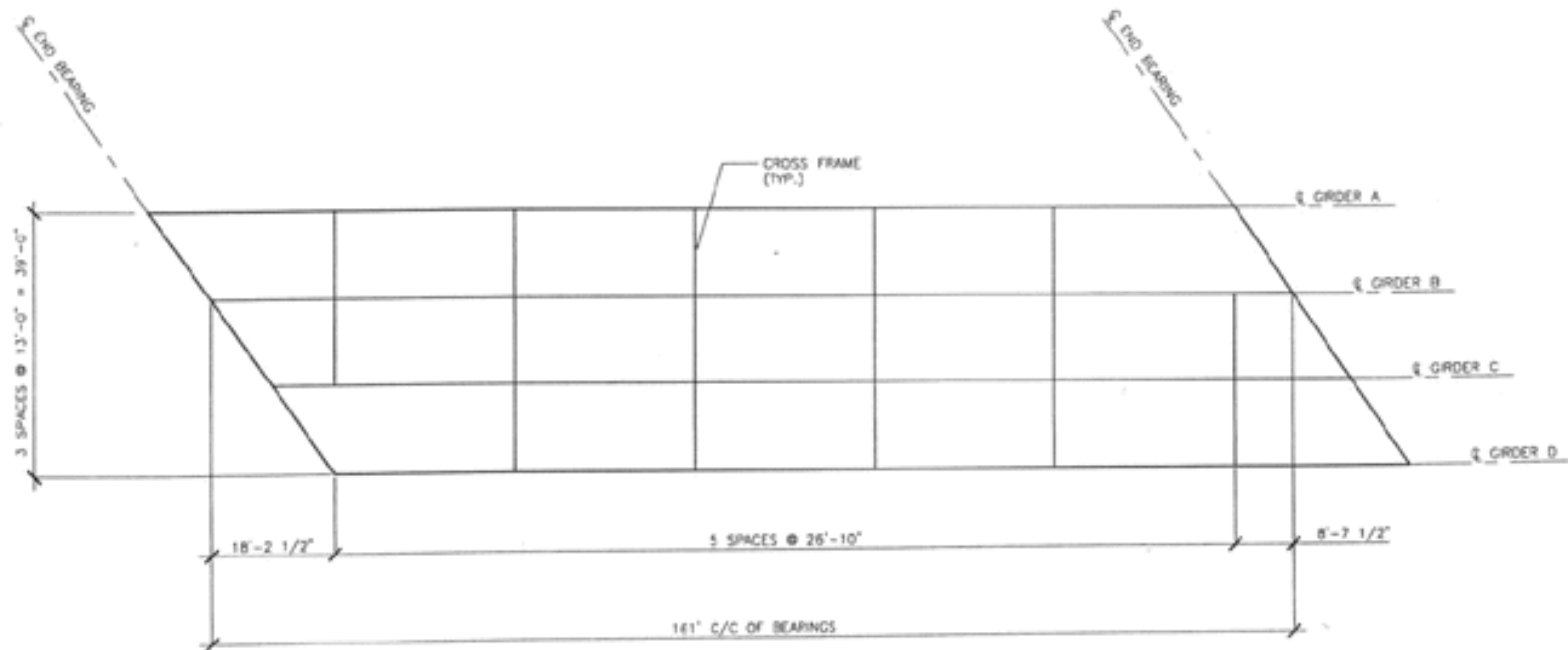 ℄ END BEARING
℄ END BEARING
CROSS FRAME
(TYP.)
℄ GIRDER A
℄ GIRDER B
℄ GIRDER C
℄ GIRDER D
3 SPACES @ 13'-0" = 39'-0"
18'-2 1/2"
5 SPACES @ 26'-10"
8'-7 1/2"
161' C/C OF BEARINGS